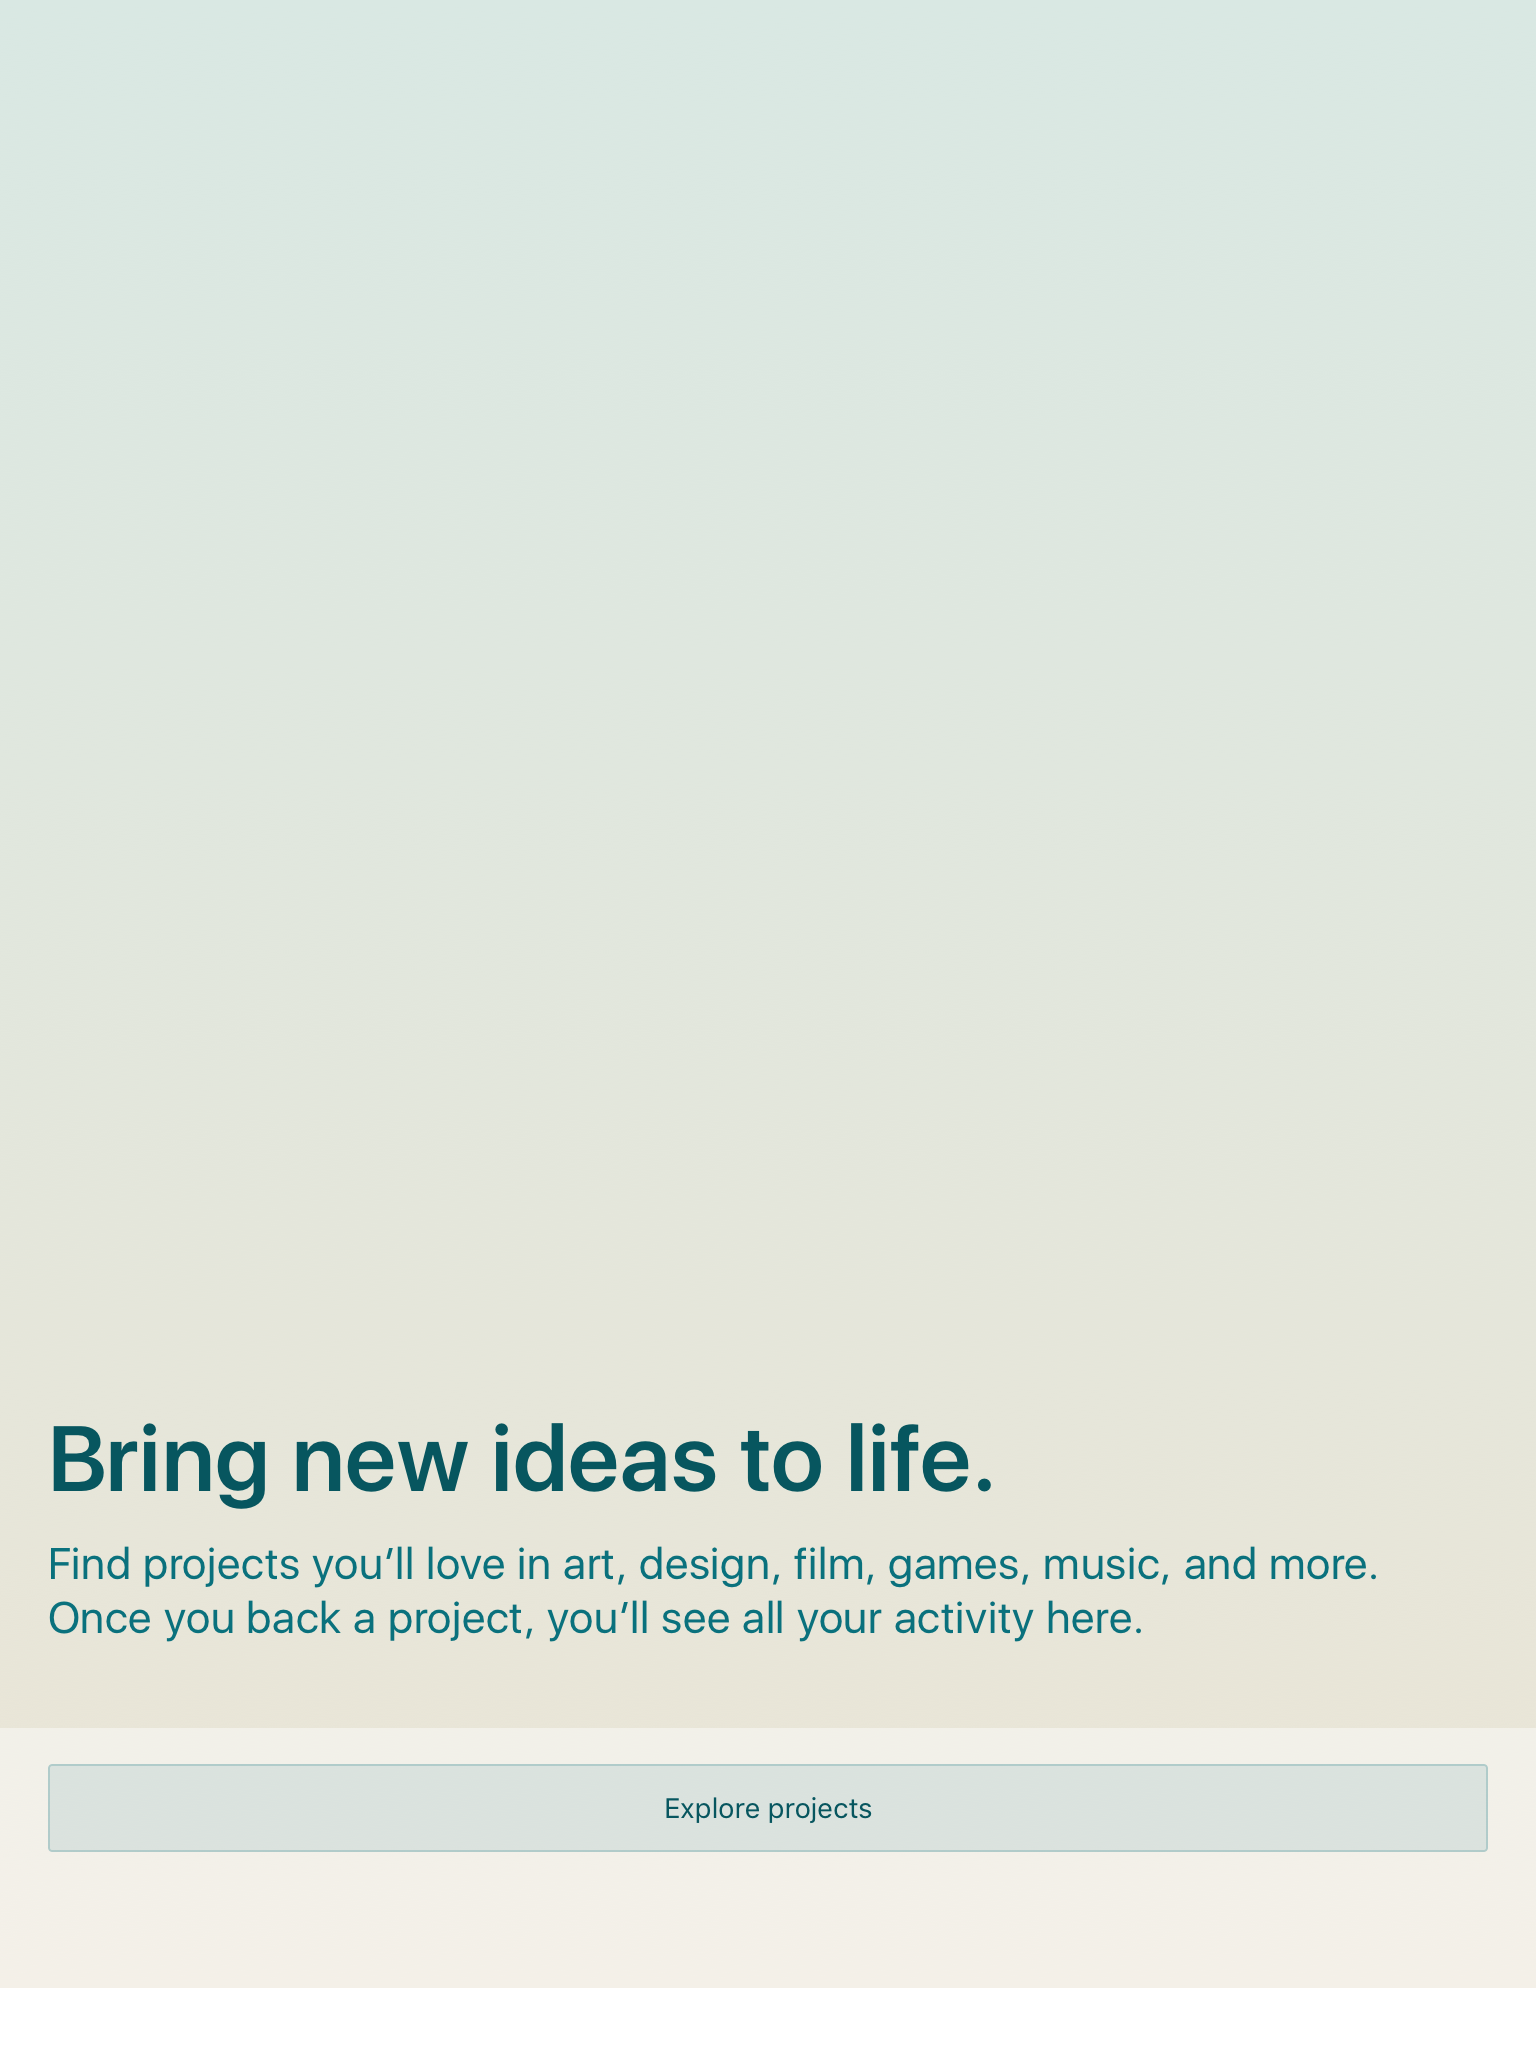 Bring new ideas to life.
Find projects you’ll love in art, design, film, games, music, and more.
Once you back a project, you’ll see all your activity here.
Explore projects